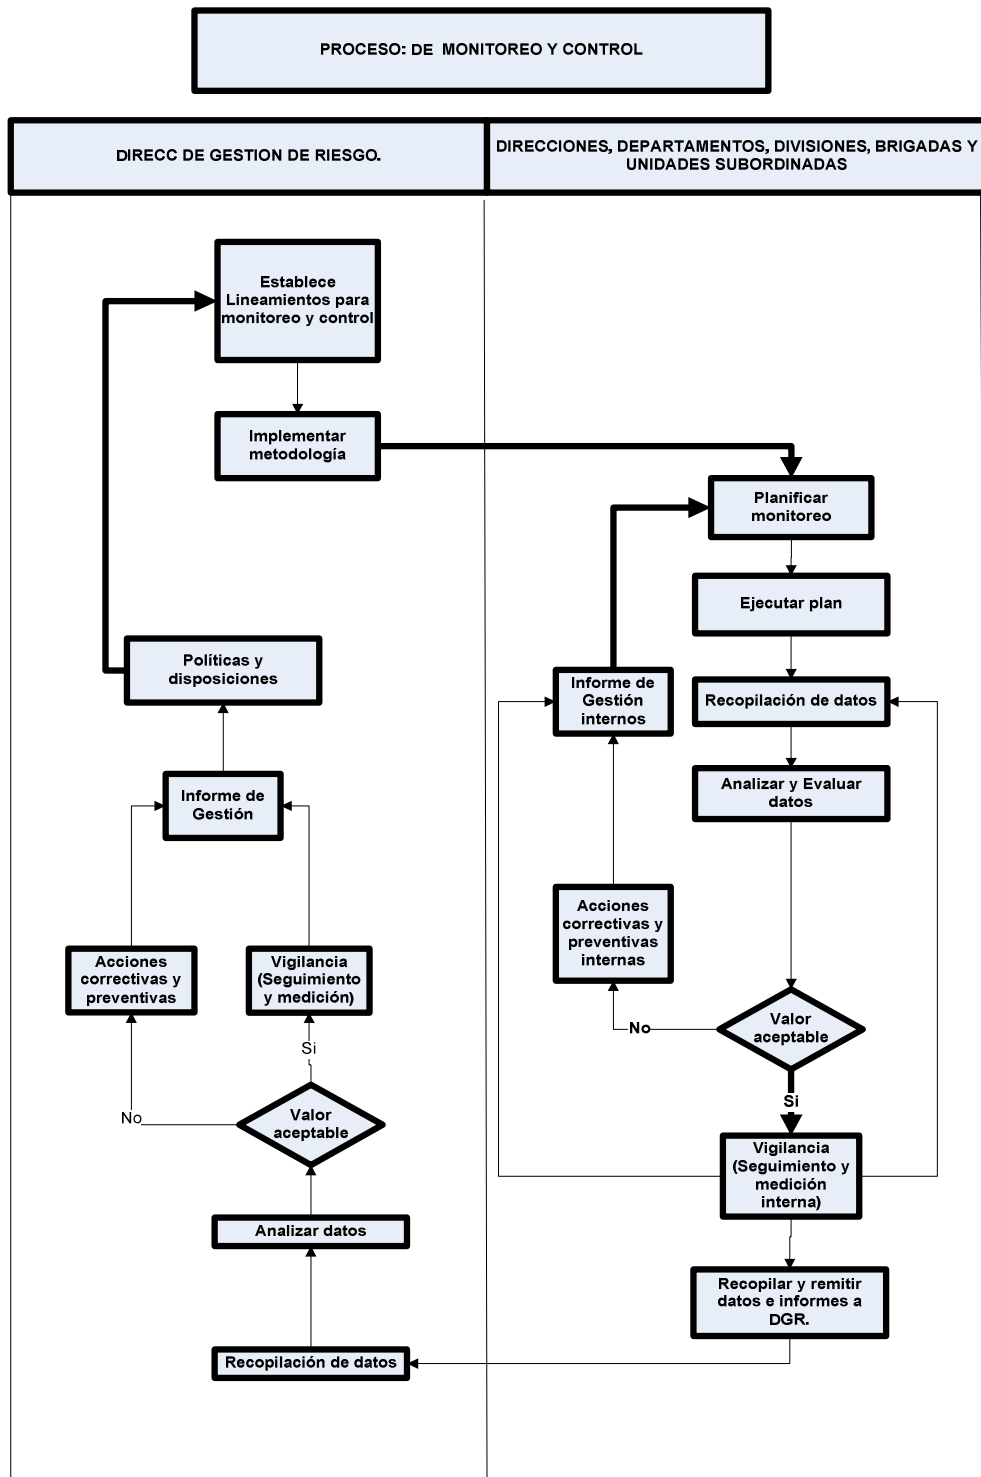 PROCESO: DE MONITOREO Y CONTROL
DIRECC DE GESTION DE RIESGO.
DIRECCIONES, DEPARTAMENTOS, DIVISIONES, BRIGADAS Y
UNIDADES SUBORDINADAS
Establece
Lineamientos para
monitoreo y control
Implementar
metodología
Planificar
monitoreo
Ejecutar plan
Políticas y
disposiciones
Informe de
Gestión
internos
Recopilación de datos
Analizar y Evaluar
datos
Informe de
Gestión
Acciones
correctivas y
preventivas
internas
Acciones
correctivas y
preventivas
Vigilancia
(Seguimiento
y medición)
Valor
aceptable
No
Si
Si
No
Valor
aceptable
Vigilancia
(Seguimiento y
medición
interna)
Analizar datos
Recopilar y remitir
datos e informes a
DGR.
Recopilación de datos